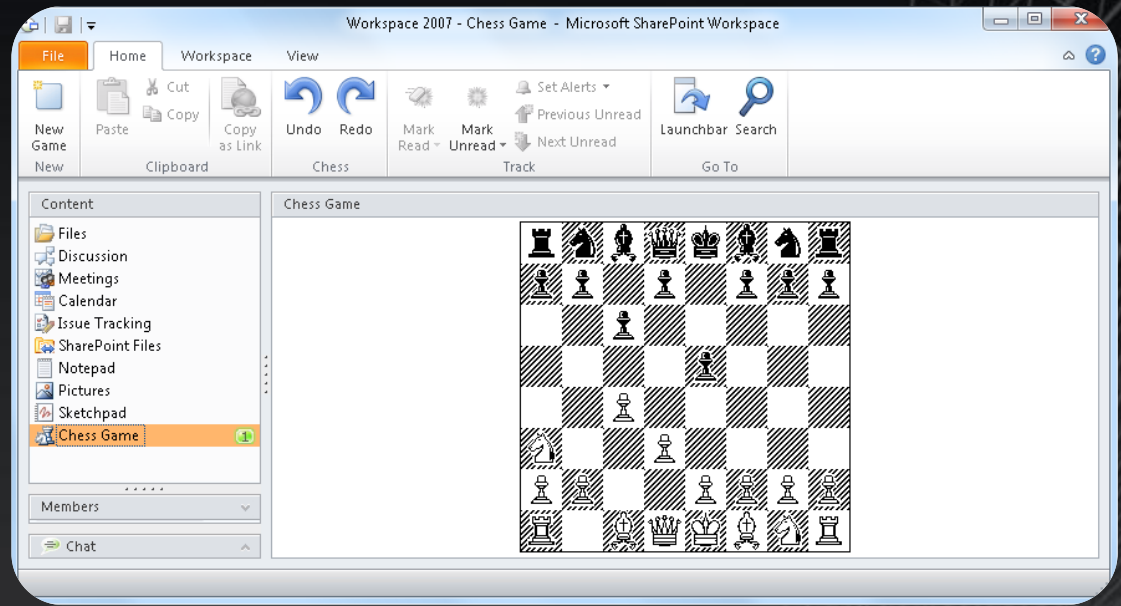 Workspace 2007 - Chess Game - Microsoft SharePoint Workspace
File Home Workspace View
New Game
Paste
Cut
Copy
Copy as Link
Undo
Redo
Mark Read
Mark Unread
Set Alerts
Previous Unread
Next Unread
Launchbar
Search
New Clipboard Chess Track Go To
Content
Files
Discussion
Meetings
Calendar
Issue Tracking
SharePoint Files
Notepad
Pictures
Sketchpad
Chess Game 1
Members
Chat
Chess Game